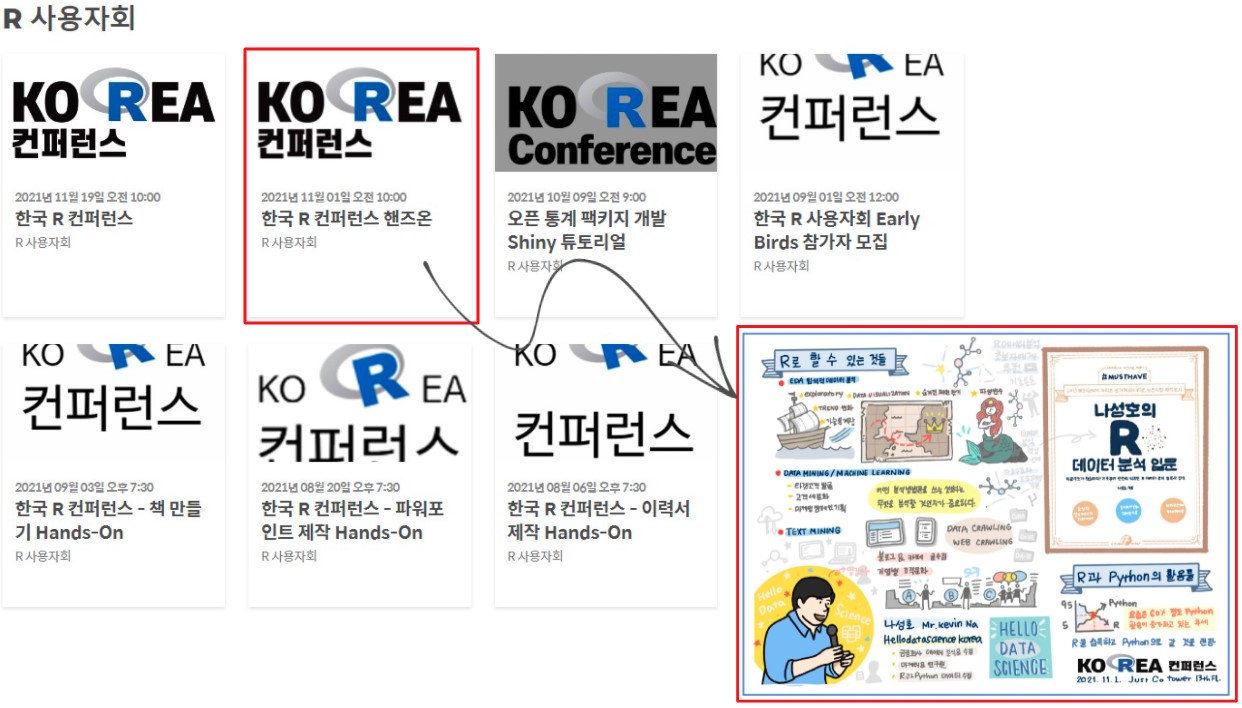 R 사용자회
KOREA
컨퍼런스
2021년 11월 19일 오전 10:00
한국 R 컨퍼런스
R 사용자회
KOREA
컨퍼런스
2021년 11월 01일 오전 10:00
한국 R 컨퍼런스 핸즈온
R 사용자회
KOREA
Conference
2021년 10월 09일 오전 9:00
오픈 통계 팩키지 개발
Shiny 튜토리얼
R 사용자회
KO R EA
컨퍼런스
2021년 09월 01일 오전 12:00
한국 R 사용자회 Early
Birds 참가자 모집
R 사용자회
KO R EA
컨퍼런스
2021년 09월 03일 오후 7:30
한국 R 컨퍼런스 - 책 만들
기 Hands-On
R 사용자회
KO R EA
컨퍼런스
2021년 08월 20일 오후 7:30
한국 R 컨퍼런스 - 파워포
인트 제작 Hands-On
R 사용자회
KO R EA
컨퍼런스
2021년 08월 06일 오후 7:30
한국 R 컨퍼런스 - 이력서
제작 Hands-On
R 사용자회
R로 할 수 있는 것들
EDA 탐색적 데이터 분석
exploratory
DATA VISUALIZATION
TREND 변화
DATA MINING/MACHINE LEARNING
TEXT MINING
DATA CRAWLING
WEB CRAWLING
A B C
Hello
Data
Science
나성호 Mr. Kevin Na
Hellodatascience korea
HELLO
DATA
SCIENCE
#MUSTHAVE
나성호의
R
데이터 분석 입문
R과 Python의 활용률
95
5
Python
R
KOREA 컨퍼런스
2021. 11. 1. Just Co tower 13th FL